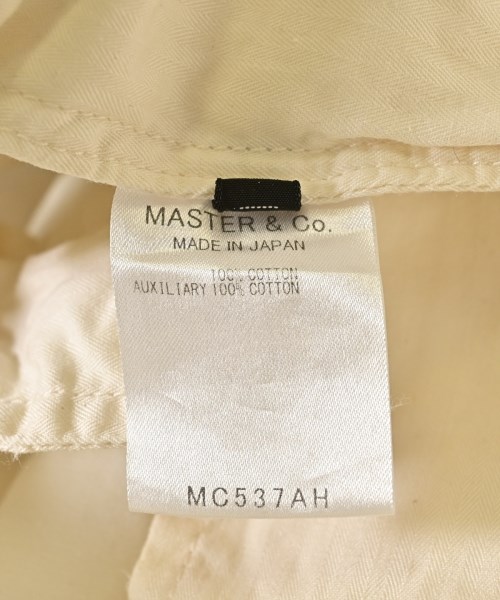 MASTER & Co.
MADE IN JAPAN
100% COTTON
AUXILIARY 100% COTTON
MC537AH